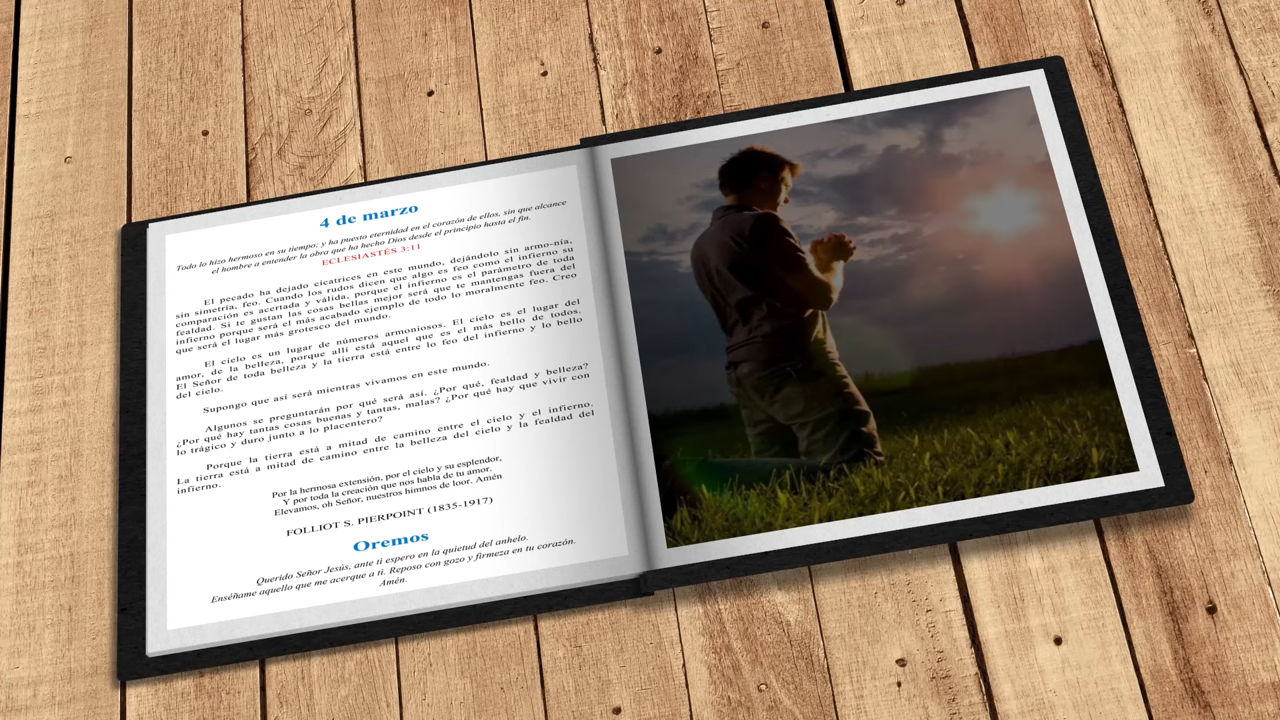 4 de marzo
Todo lo hizo hermoso en su tiempo; y ha puesto eternidad en el corazón de ellos, sin que alcance
el hombre a entender la obra que ha hecho Dios desde el principio hasta el fin.
ECLESIASTÉS 3:11
El pecado ha dejado cicatrices en este mundo, dejándolo sin armo-nía,
sin simetría, feo. Cuando los rudos dicen que algo es feo como el infierno su
comparación es acertada y válida, porque el infierno es el parámetro de toda
fealdad. Si te gustan las cosas bellas mejor será que te mantengas fuera del
infierno porque será el más acabado ejemplo de todo lo moralmente feo. Creo
que será el lugar más grotesco del mundo.
El cielo es un lugar de números armoniosos. El cielo es el lugar del
amor, de la belleza, porque allí está aquel que es el más bello de todos.
El Señor de toda belleza y la tierra está entre lo feo del infierno y lo bello
del cielo.
Supongo que así será mientras vivamos en este mundo.
Algunos se preguntarán por qué será así. ¿Por qué, fealdad y belleza?
¿Por qué hay tantas cosas buenas y tantas, malas? ¿Por qué hay que vivir con
lo trágico y duro junto a lo placentero?
Porque la tierra está a mitad de camino entre el cielo y el infierno.
La tierra está a mitad de camino entre la belleza del cielo y la fealdad del
infierno.
Por la hermosa extensión, por el cielo y su esplendor,
Y por toda la creación que nos habla de tu amor.
Elevamos, oh Señor, nuestros himnos de loor. Amén
FOLLIOT S. PIERPOINT (1835-1917)
Oremos
Querido Señor Jesús, ante ti espero en la quietud del anhelo.
Enséñame aquello que me acerque a ti. Reposo con gozo y firmeza en tu corazón.
Amén.